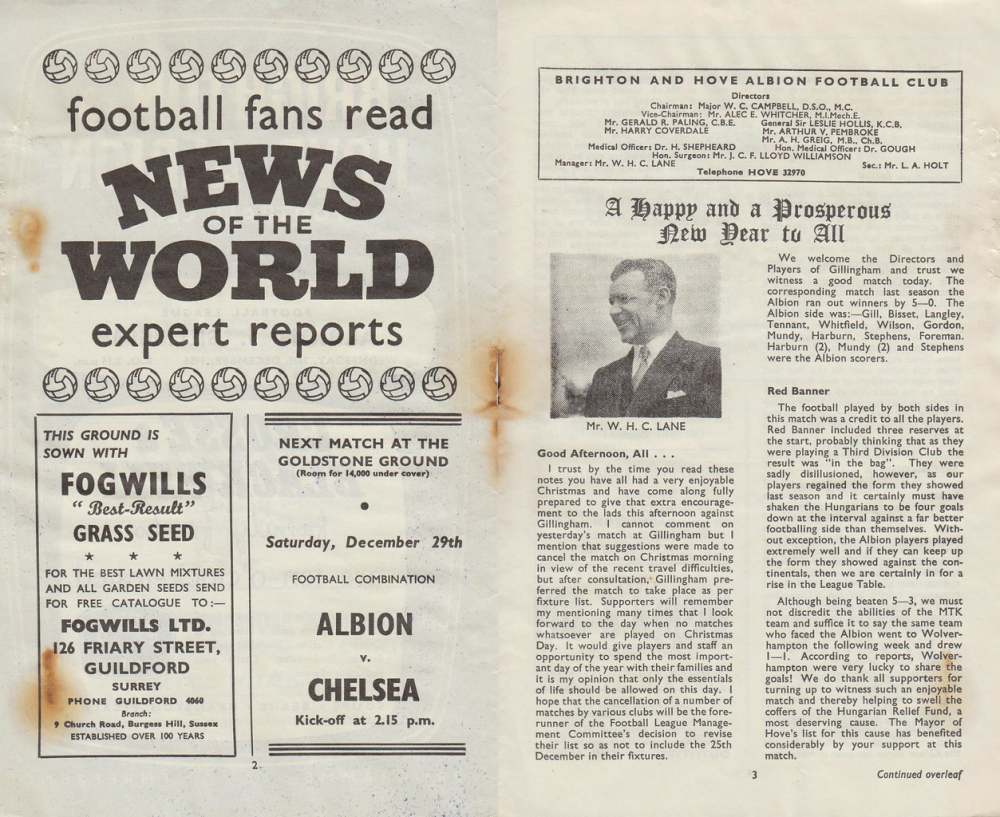 football fans read
NEWS
OF THE
WORLD
expert reports
THIS GROUND IS
SOWN WITH
FOGWILLS
“Best-Result”
GRASS SEED
★ ★ ★
FOR THE BEST LAWN MIXTURES
AND ALL GARDEN SEEDS SEND
FOR FREE CATALOGUE TO :—
FOGWILLS LTD.
126 FRIARY STREET,
GUILDFORD
SURREY
PHONE GUILDFORD 4060
Branch:
9 Church Road, Burgess Hill, Sussex
ESTABLISHED OVER 100 YEARS
NEXT MATCH AT THE
GOLDSTONE GROUND
(Room for 14,000 under cover)
•
Saturday, December 29th
FOOTBALL COMBINATION
ALBION
v.
CHELSEA
Kick-off at 2.15 p.m.
2
BRIGHTON AND HOVE ALBION FOOTBALL CLUB
Directors
Chairman: Major W. C. CAMPBELL, D.S.O., M.C.
Vice-Chairman: Mr. ALEC E. WHITCHER, M.I.Mech.E.
Mr. GERALD R. PALING, C.B.E. General Sir LESLIE HOLLIS, K.C.B.
Mr. HARRY COVERDALE Mr. ARTHUR V. PEMBROKE
Mr. A. H. GREIG, M.B., Ch.B.
Medical Officer: Dr. H. SHEPHEARD Hon. Medical Officer: Dr. GOUGH
Hon. Surgeon: Mr. J. C. F. LLOYD WILLIAMSON
Manager: Mr. W. H. C. LANE Sec.: Mr. L. A. HOLT
Telephone HOVE 32970
A Happy and a Prosperous
New Year to All
Mr. W. H. C. LANE
Good Afternoon, All . . .
I trust by the time you read these
notes you have all had a very enjoyable
Christmas and have come along fully
prepared to give that extra encourage-
ment to the lads this afternoon against
Gillingham. I cannot comment on
yesterday's match at Gillingham but I
mention that suggestions were made to
cancel the match on Christmas morning
in view of the recent travel difficulties,
but after consultation, Gillingham pre-
ferred the match to take place as per
fixture list. Supporters will remember
my mentioning many times that I look
forward to the day when no matches
whatsoever are played on Christmas
Day. It would give players and staff an
opportunity to spend the most import-
ant day of the year with their families and
it is my opinion that only the essentials
of life should be allowed on this day. I
hope that the cancellation of a number of
matches by various clubs will be the fore-
runner of the Football League Manage-
ment Committee's decision to revise
their list so as not to include the 25th
December in their fixtures.
We welcome the Directors and
Players of Gillingham and trust we
witness a good match today. The
corresponding match last season the
Albion ran out winners by 5—0. The
Albion side was:—Gill, Bisset, Langley,
Tennant, Whitfield, Wilson, Gordon,
Mundy, Harburn, Stephens, Foreman.
Harburn (2), Mundy (2) and Stephens
were the Albion scorers.
Red Banner
The football played by both sides in
this match was a credit to all the players.
Red Banner included three reserves at
the start, probably thinking that as they
were playing a Third Division Club the
result was "in the bag". They were
sadly disillusioned, however, as our
players regained the form they showed
last season and it certainly must have
shaken the Hungarians to be four goals
down at the interval against a far better
footballing side than themselves. With-
out exception, the Albion players played
extremely well and if they can keep up
the form they showed against the con-
tinentals, then we are certainly in for a
rise in the League Table.
Although being beaten 5—3, we must
not discredit the abilities of the MTK
team and suffice it to say the same team
who faced the Albion went to Wolver-
hampton the following week and drew
1—1. According to reports, Wolver-
hampton were very lucky to share the
goals! We do thank all supporters for
turning up to witness such an enjoyable
match and thereby helping to swell the
coffers of the Hungarian Relief Fund, a
most deserving cause. The Mayor of
Hove's list for this cause has benefited
considerably by your support at this
match.
3
Continued overleaf